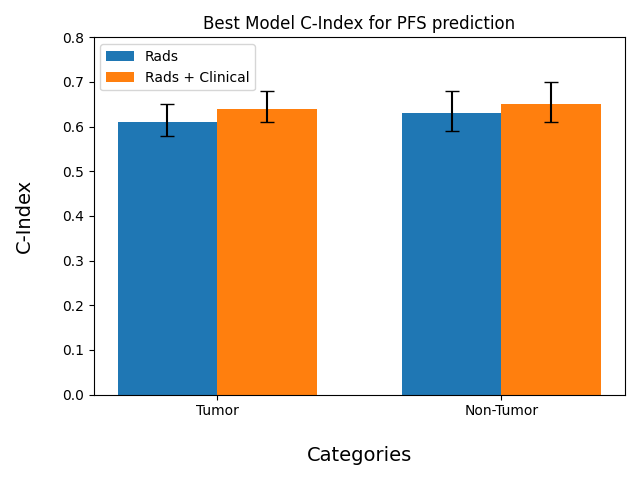 Best Model C-Index for PFS prediction
Rads
Rads + Clinical
0.8
0.7
0.6
0.5
0.4
0.3
0.2
0.1
0.0
C-Index
Tumor
Non-Tumor
Categories